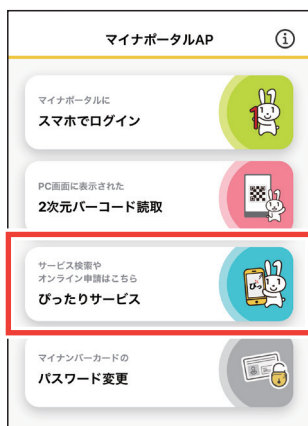 マイナポータルAP
マイナポータルに
スマホでログイン
PC画面に表示された
2次元バーコード読取
サービス検索や
オンライン申請はこちら
ぴったりサービス
マイナンバーカードの
パスワード変更